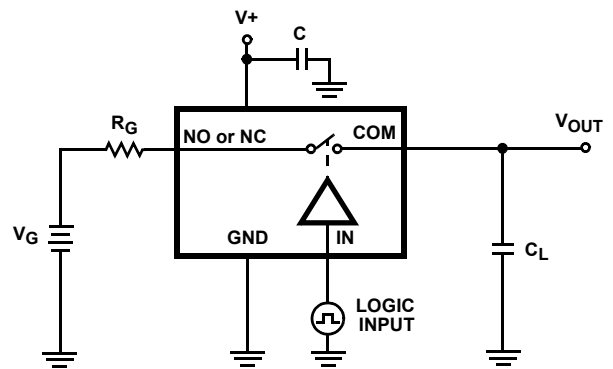 V+
C
RG
NO or NC
COM
VOUT
VG
GND
IN
CL
LOGIC
INPUT